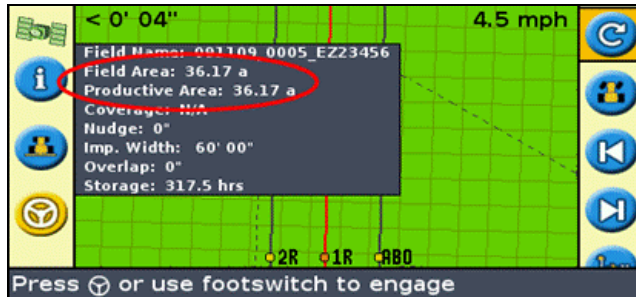 < 0' 04" 4.5 mph
Field Name: 091109_0005_EZ23456
Field Area: 36.17 a
Productive Area: 36.17 a
Coverage: N/A
Nudge: 0"
Imp. Width: 60' 00"
Overlap: 0"
Storage: 317.5 hrs
2R 1R AB0
Press or use footswitch to engage